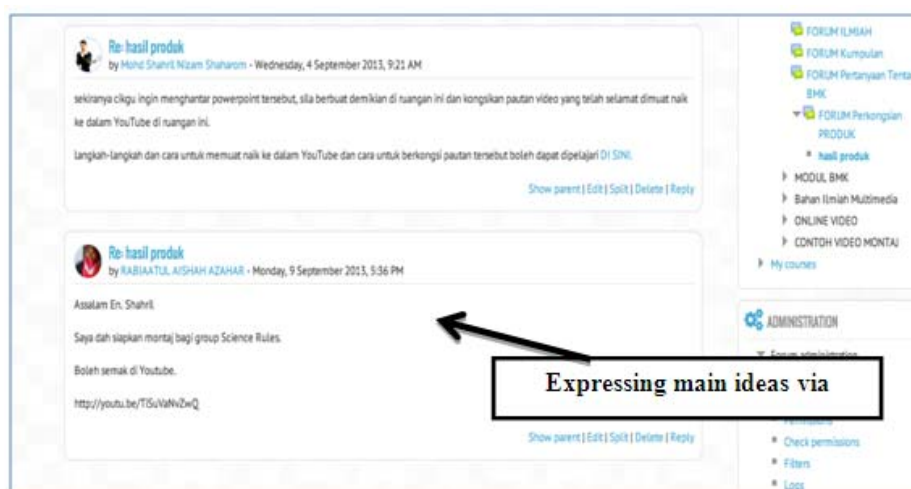 Re: hasil produk
by Mohd Shahril Nizam Shaharom - Wednesday, 4 September 2013, 9:21 AM
sekiranya cikgu ingin menghantar powerpoint tersebut, sila berbuat demikian di ruangan ini dan kongsikan pautan video yang telah selamat dimuat naik
ke dalam YouTube di ruangan ini.
langkah-langkah dan cara untuk memuat naik ke dalam YouTube dan cara untuk berkongsi pautan tersebut boleh dapat dipelajari DI SINI.
Show parent | Edit | Split | Delete | Reply
Re: hasil produk
by RABIAATUL AISHAH AZAHAR - Monday, 9 September 2013, 5:36 PM
Assalam En. Shahril
Saya dah siapkan montaj bagi group Science Rules.
Boleh semak di Youtube.
http://youtu.be/TlSuVaNvZwQ
Show parent | Edit | Split | Delete | Reply
Expressing main ideas via
FORUM ILMIAH
FORUM Kumpulan
FORUM Pertanyaan Tenta
BMK
FORUM Perkongsian
PRODUK
hasil produk
MODUL BMK
Bahan Ilmiah Multimedia
ONLINE VIDEO
CONTOH VIDEO MONTAJ
My courses
ADMINISTRATION
Forum administration
Permissions
Check permissions
Filters
Logs